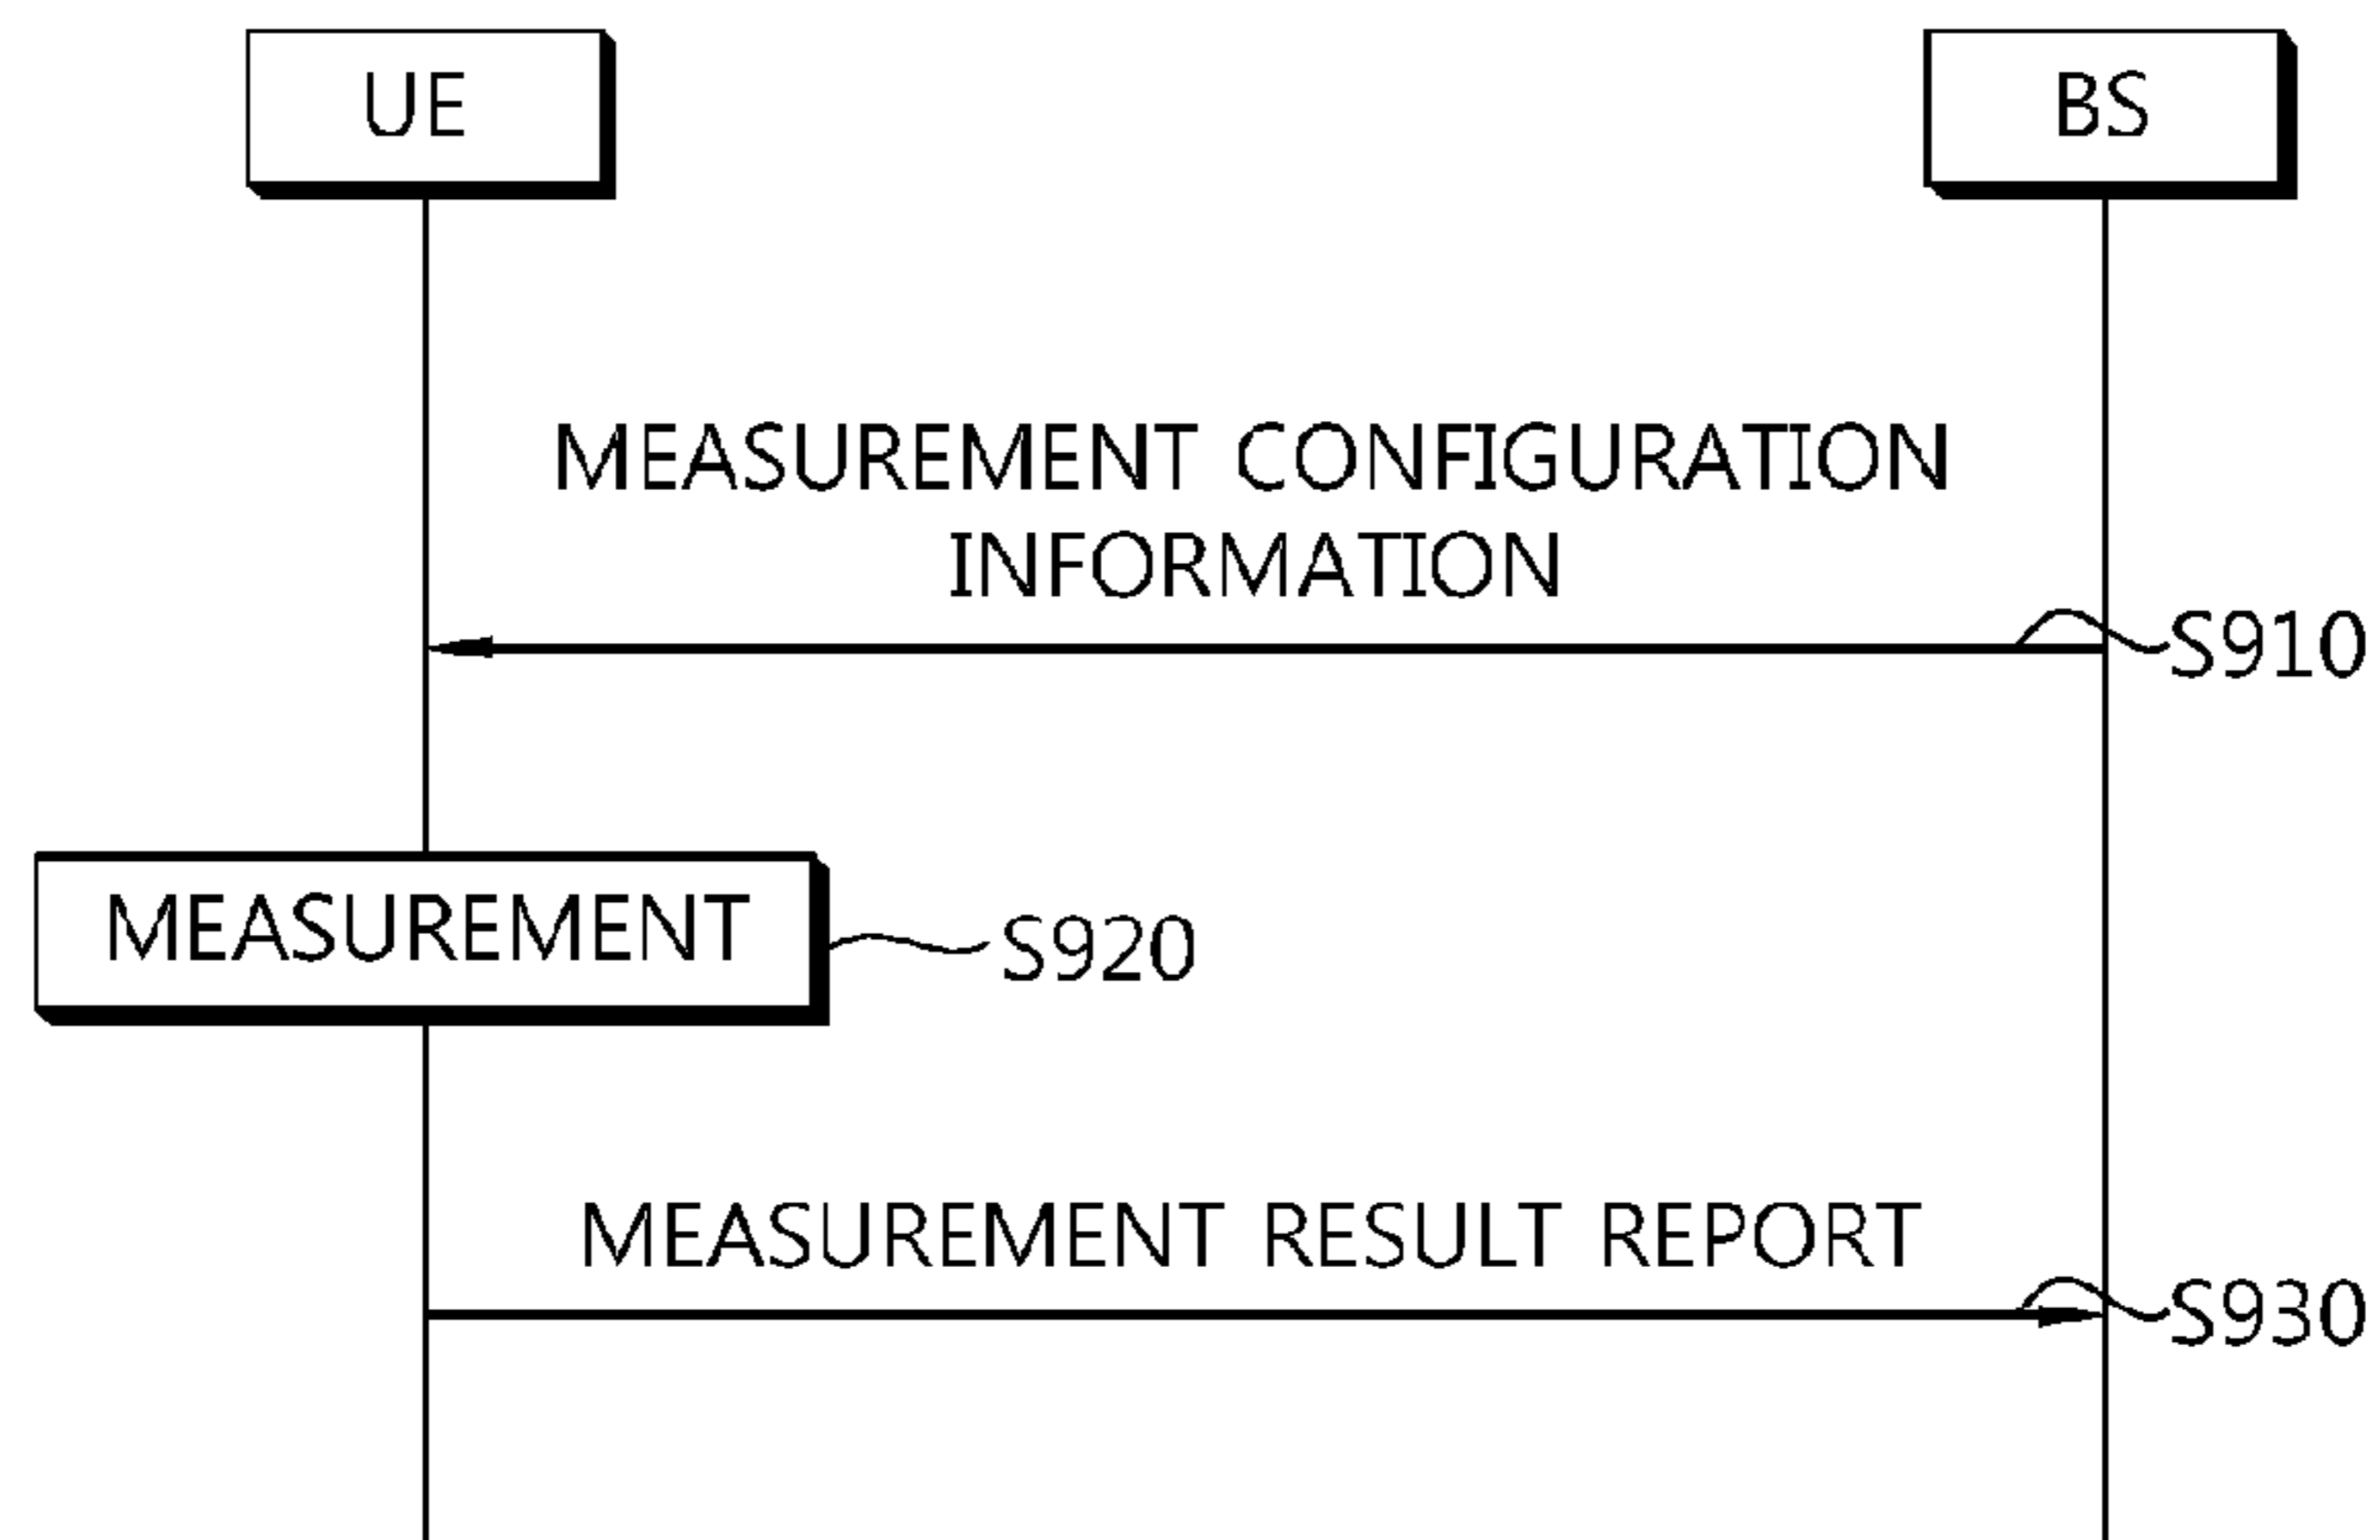 UE
BS
MEASUREMENT CONFIGURATION
INFORMATION
S910
MEASUREMENT
S920
MEASUREMENT RESULT REPORT
S930